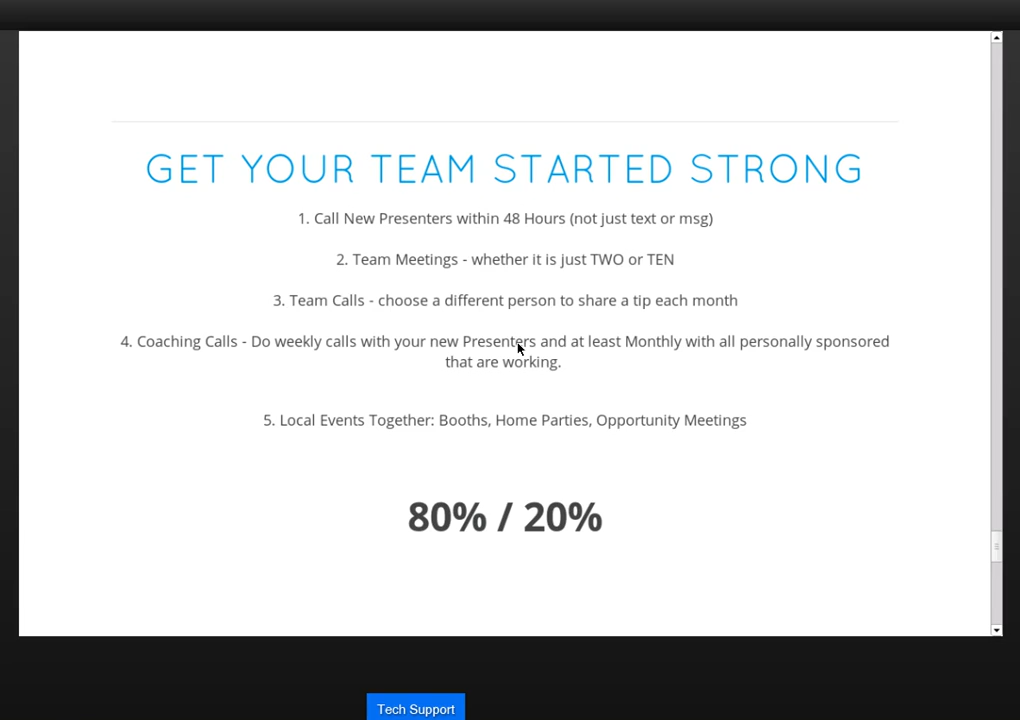 GET YOUR TEAM STARTED STRONG
1. Call New Presenters within 48 Hours (not just text or msg)
2. Team Meetings - whether it is just TWO or TEN
3. Team Calls - choose a different person to share a tip each month
4. Coaching Calls - Do weekly calls with your new Presenters and at least Monthly with all personally sponsored
that are working.
5. Local Events Together: Booths, Home Parties, Opportunity Meetings
80% / 20%
Tech Support